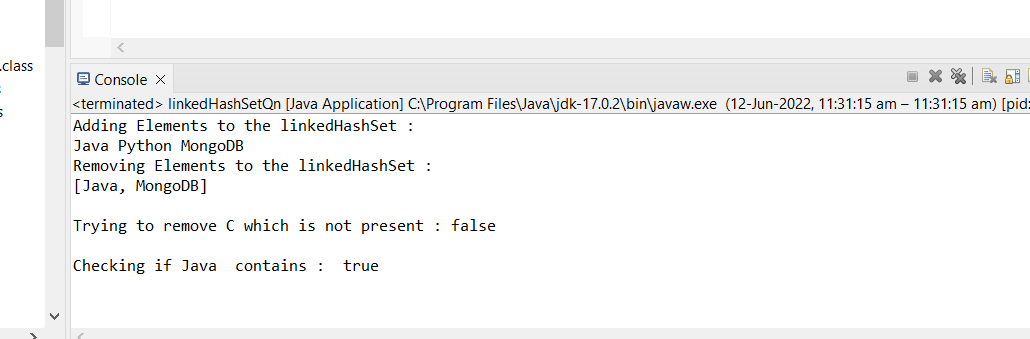 .class
Console
<terminated> linkedHashSetQn [Java Application] C:\Program Files\Java\jdk-17.0.2\bin\javaw.exe (12-Jun-2022, 11:31:15 am – 11:31:15 am) [pid:
Adding Elements to the linkedHashSet :
Java Python MongoDB
Removing Elements to the linkedHashSet :
[Java, MongoDB]
Trying to remove C which is not present : false
Checking if Java  contains :  true